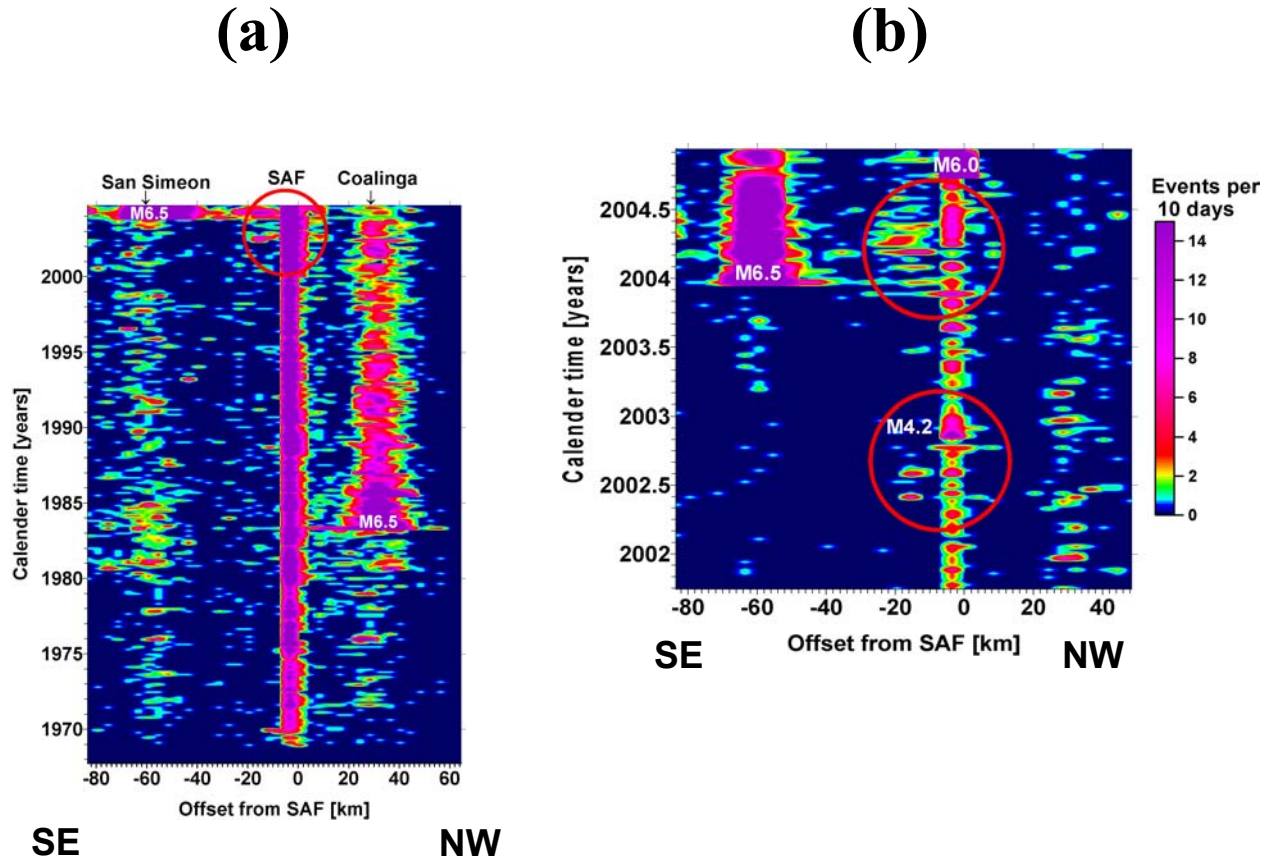 (a)
(b)
San Simeon
SAF
Coalinga
M6.5
M6.5
2000
1995
1990
1985
1980
1975
1970
Calender time [years]
-80 -60 -40 -20 0 20 40 60
Offset from SAF [km]
SE
NW
M6.0
M6.5
M4.2
2004.5
2004
2003.5
2003
2002.5
2002
Calender time [years]
-80 -60 -40 -20 0 20 40
Offset from SAF [km]
SE
NW
Events per
10 days
14
12
10
8
6
4
2
0